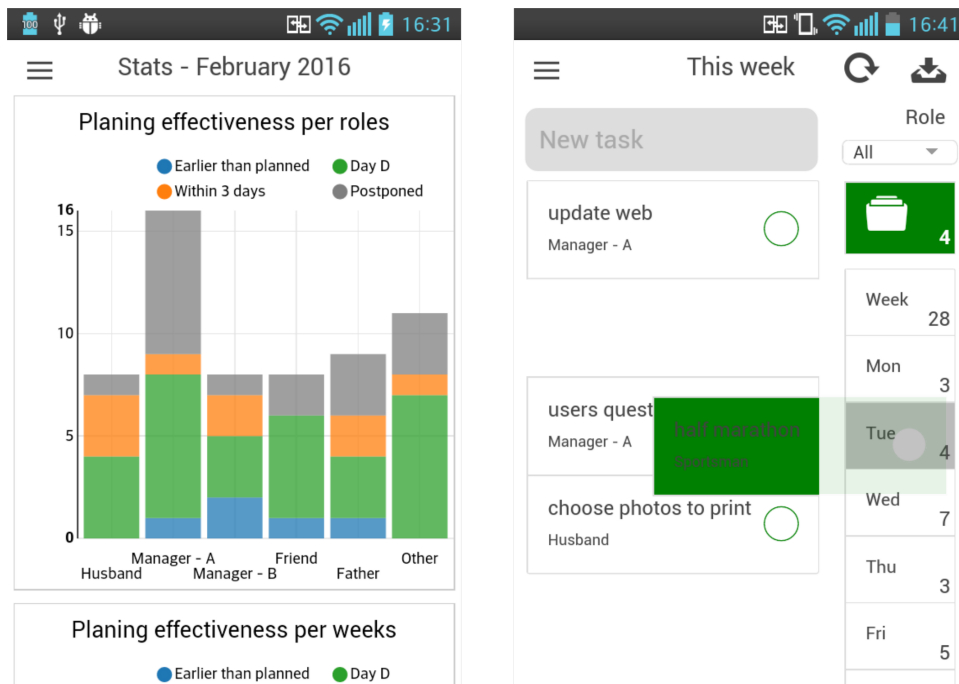 100
16:31
Stats - February 2016
Planing effectiveness per roles
Earlier than planned Day D
Within 3 days Postponed
16
15
10
5
0
Manager - A Friend Other
Husband Manager - B Father
Planing effectiveness per weeks
Earlier than planned Day D
16:41
This week
Role
New task
All
update web
Manager - A
4
Week
28
Mon
3
users quest
Manager - A
half marathon
Sportsman
Tue
4
choose photos to print
Husband
Wed
7
Thu
3
Fri
5